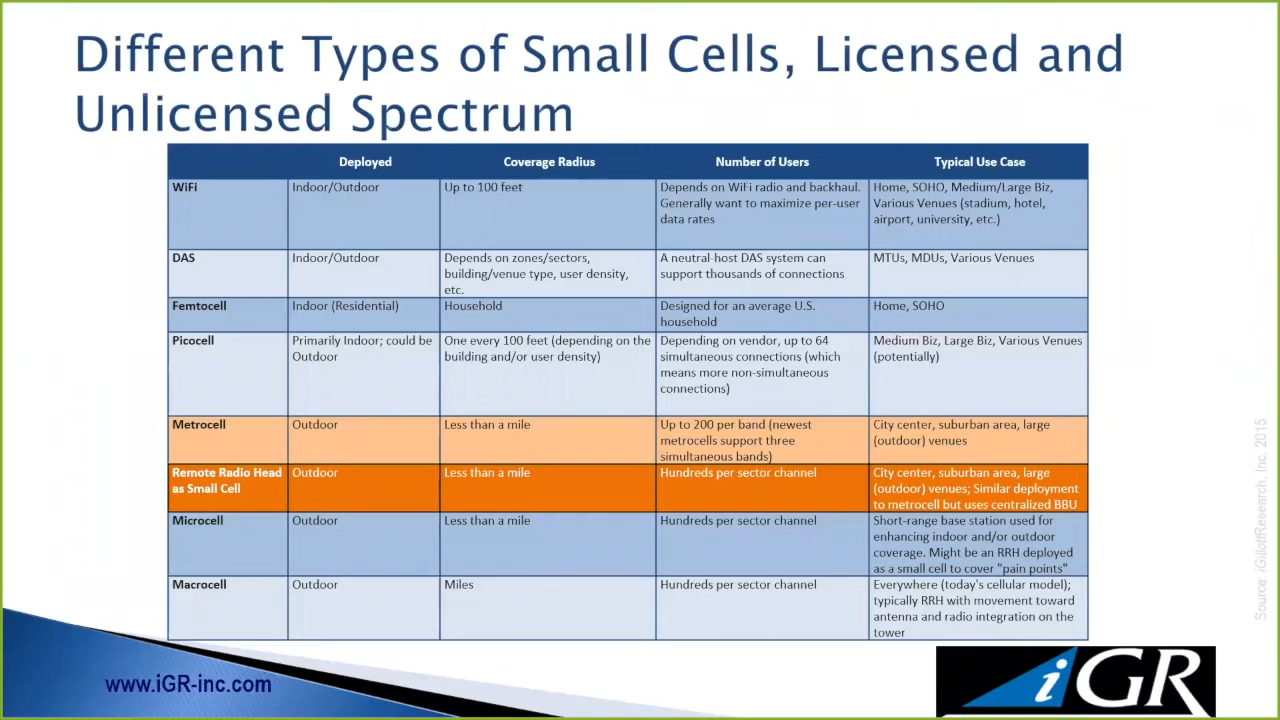 Different Types of Small Cells, Licensed and
Unlicensed Spectrum
Deployed Coverage Radius Number of Users Typical Use Case
WiFi
Indoor/Outdoor
Up to 100 feet
Depends on WiFi radio and backhaul.
Generally want to maximize per-user
data rates
Home, SOHO, Medium/Large Biz,
Various Venues (stadium, hotel,
airport, university, etc.)
DAS
Indoor/Outdoor
Depends on zones/sectors,
building/venue type, user density,
etc.
A neutral-host DAS system can
support thousands of connections
MTUs, MDUs, Various Venues
Femtocell
Indoor (Residential)
Household
Designed for an average U.S.
household
Home, SOHO
Picocell
Primarily Indoor; could be
Outdoor
One every 100 feet (depending on the
building and/or user density)
Depending on vendor, up to 64
simultaneous connections (which
means more non-simultaneous
connections)
Medium Biz, Large Biz, Various Venues
(potentially)
Metrocell
Outdoor
Less than a mile
Up to 200 per band (newest
metrocells support three
simultaneous bands)
City center, suburban area, large
(outdoor) venues
Remote Radio Head
as Small Cell
Outdoor
Less than a mile
Hundreds per sector channel
City center, suburban area, large
(outdoor) venues; Similar deployment
to metrocell but uses centralized BBU
Microcell
Outdoor
Less than a mile
Hundreds per sector channel
Short-range base station used for
enhancing indoor and/or outdoor
coverage. Might be an RRH deployed
as a small cell to cover "pain points"
Macrocell
Outdoor
Miles
Hundreds per sector channel
Everywhere (today's cellular model);
typically RRH with movement toward
antenna and radio integration on the
tower
Source: iGillottResearch, Inc. 2015
www.iGR-inc.com
iGR